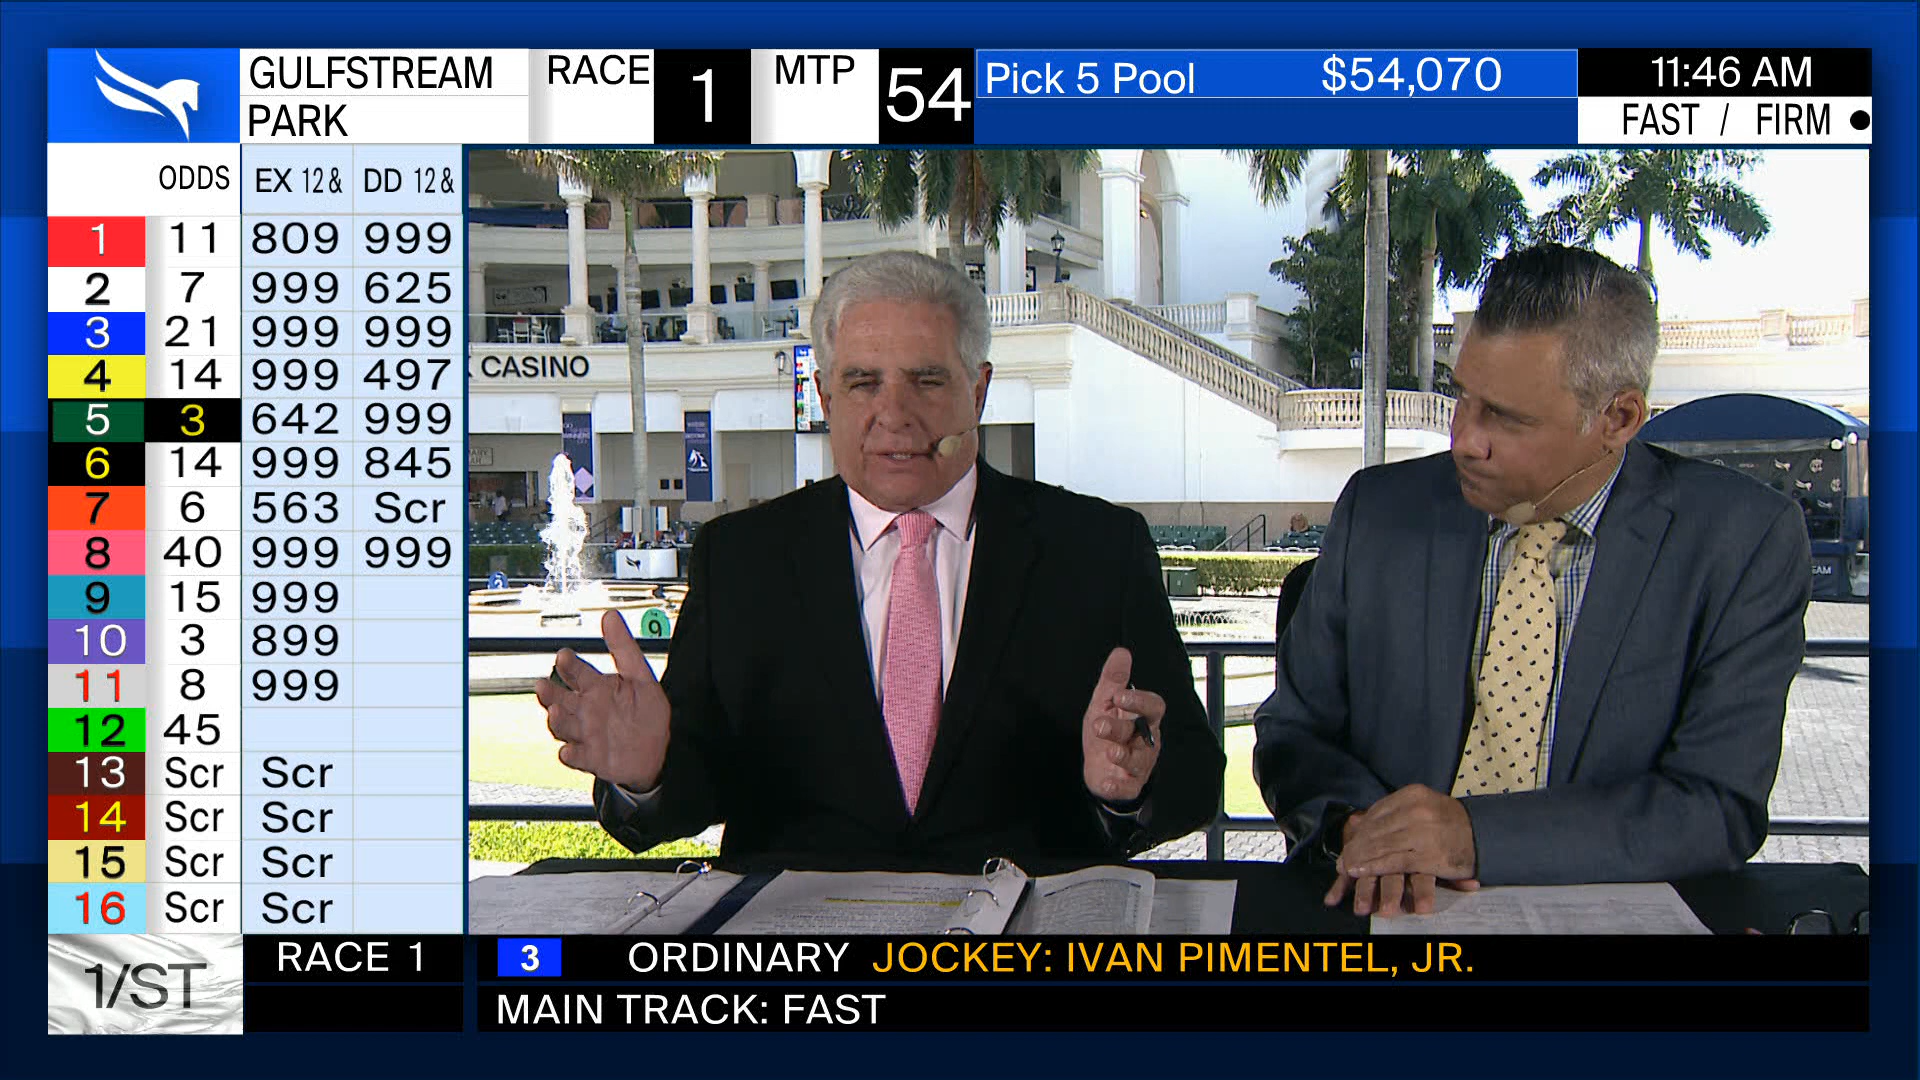 GULFSTREAM PARK
RACE 1
MTP 54
Pick 5 Pool $54,070
11:46 AM
FAST / FIRM
ODDS EX 12 & DD 12 &
1 11 809 999
2 7 999 625
3 21 999 999
4 14 999 497
5 3 642 999
6 14 999 845
7 6 563 Scr
8 40 999 999
9 15 999
10 3 899
11 8 999
12 45
13 Scr Scr
14 Scr Scr
15 Scr Scr
16 Scr Scr
CASINO
9
1/ST
RACE 1
3 ORDINARY JOCKEY: IVAN PIMENTEL, JR.
MAIN TRACK: FAST